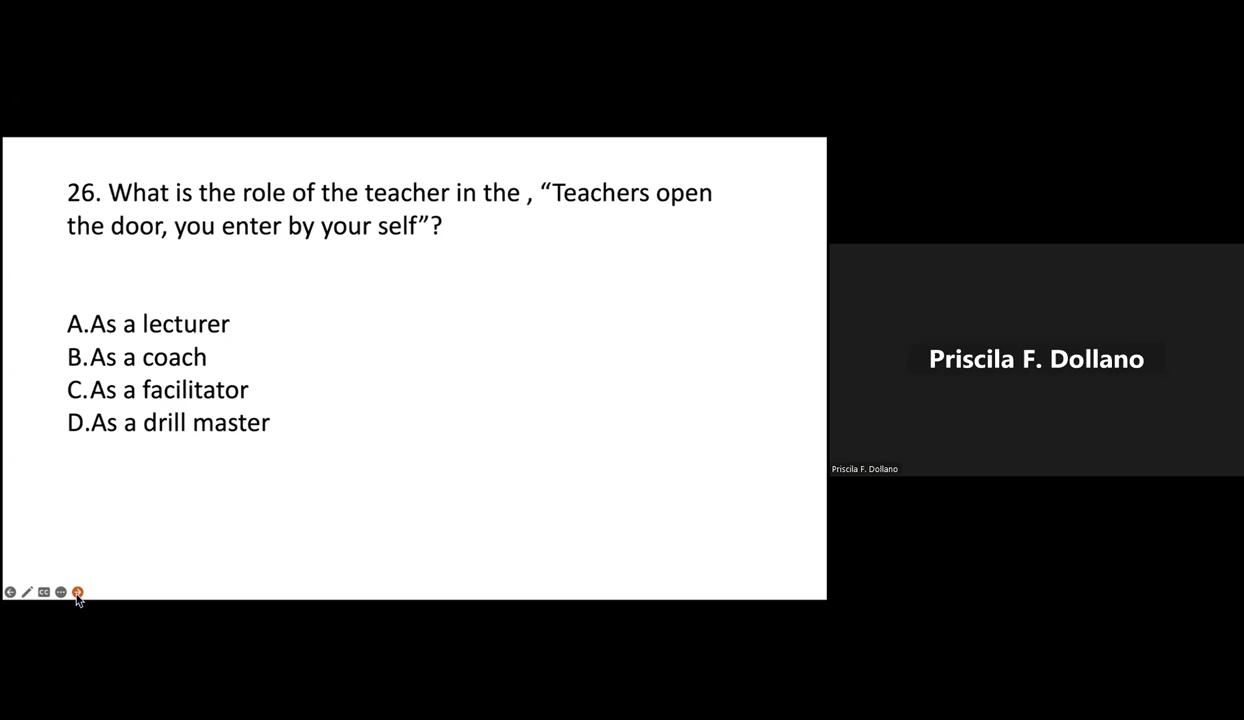 26. What is the role of the teacher in the , “Teachers open
the door, you enter by your self”?
A.As a lecturer
B.As a coach
C.As a facilitator
D.As a drill master
Priscila F. Dollano
Priscila F. Dollano
CC